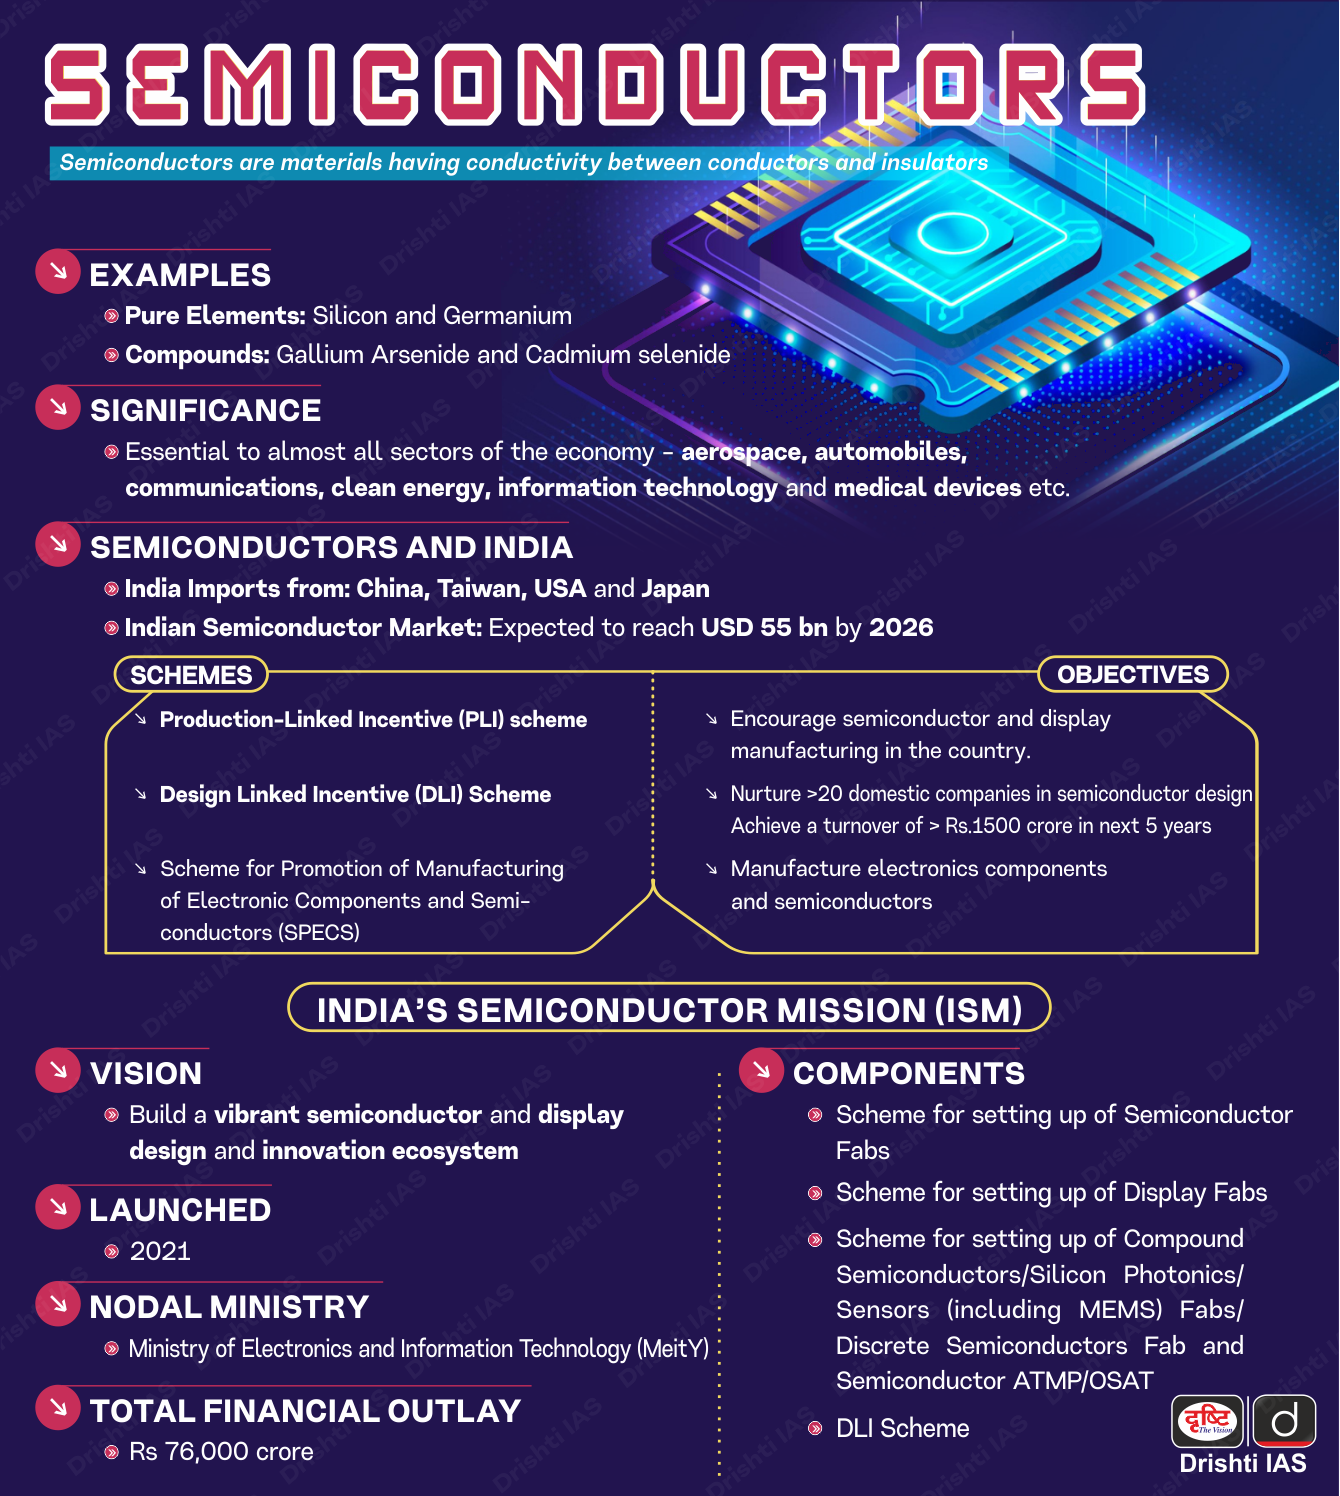 SEMICONDUCTORS
Semiconductors are materials having conductivity between conductors and insulators
EXAMPLES
Pure Elements: Silicon and Germanium
Compounds: Gallium Arsenide and Cadmium selenide
SIGNIFICANCE
Essential to almost all sectors of the economy – aerospace, automobiles,
communications, clean energy, information technology and medical devices etc.
SEMICONDUCTORS AND INDIA
India Imports from: China, Taiwan, USA and Japan
Indian Semiconductor Market: Expected to reach USD 55 bn by 2026
SCHEMES
Production-Linked Incentive (PLI) scheme
Design Linked Incentive (DLI) Scheme
Scheme for Promotion of Manufacturing
of Electronic Components and Semi-
conductors (SPECS)
OBJECTIVES
Encourage semiconductor and display
manufacturing in the country.
Nurture >20 domestic companies in semiconductor design
Achieve a turnover of > Rs.1500 crore in next 5 years
Manufacture electronics components
and semiconductors
INDIA'S SEMICONDUCTOR MISSION (ISM)
VISION
Build a vibrant semiconductor and display
design and innovation ecosystem
LAUNCHED
2021
NODAL MINISTRY
Ministry of Electronics and Information Technology (MeitY)
TOTAL FINANCIAL OUTLAY
Rs 76,000 crore
COMPONENTS
Scheme for setting up of Semiconductor
Fabs
Scheme for setting up of Display Fabs
Scheme for setting up of Compound
Semiconductors/Silicon Photonics/
Sensors (including MEMS) Fabs/
Discrete Semiconductors Fab and
Semiconductor ATMP/OSAT
DLI Scheme
दृष्टि
The Vision
d
Drishti IAS